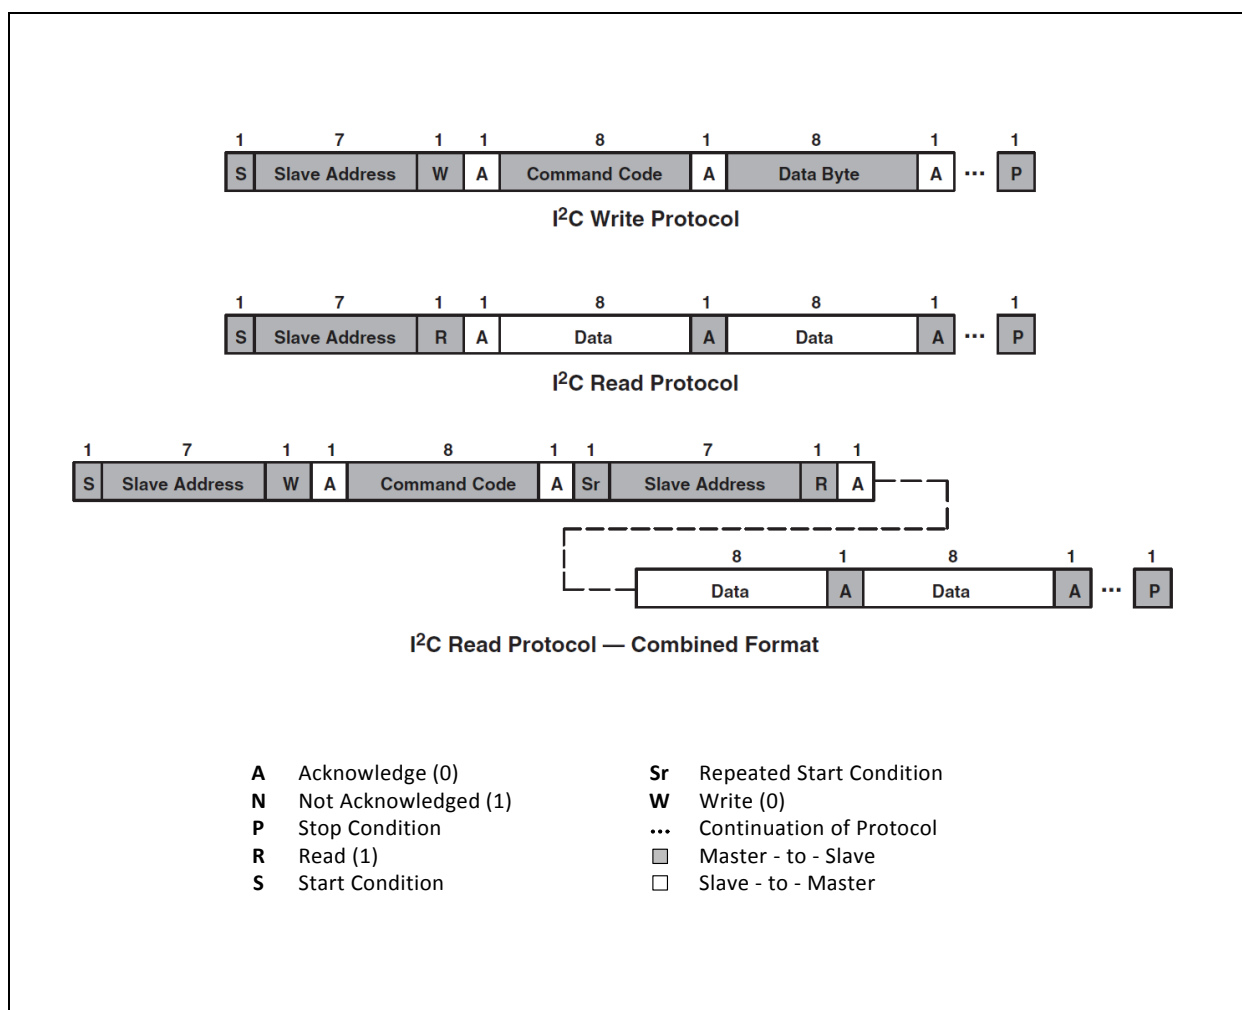 1 7 1 1 8 1 8 1 1
S Slave Address W A Command Code A Data Byte A ... P
I²C Write Protocol
1 7 1 1 8 1 8 1 1
S Slave Address R A Data A Data A ... P
I²C Read Protocol
1 7 1 1 8 1 1 7 1 1
S Slave Address W A Command Code A Sr Slave Address R A
8 1 8 1 1
Data A Data A ... P
I²C Read Protocol — Combined Format
A Acknowledge (0)
N Not Acknowledged (1)
P Stop Condition
R Read (1)
S Start Condition
Sr Repeated Start Condition
W Write (0)
... Continuation of Protocol
Master - to - Slave
Slave - to - Master